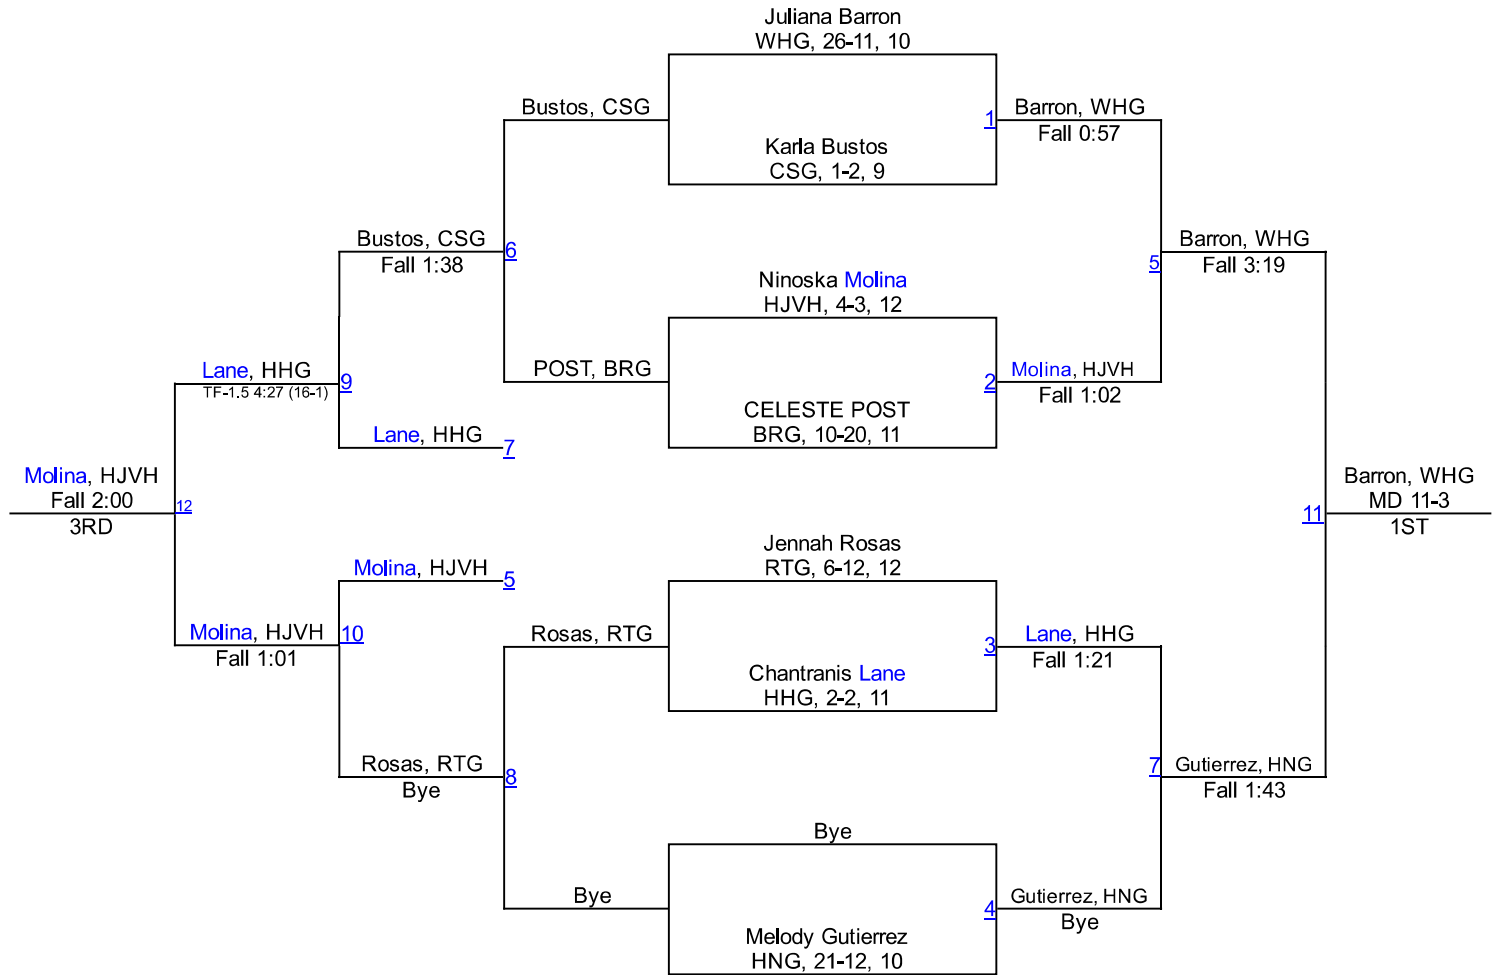 Juliana Barron
WHG, 26-11, 10
Bustos, CSG
1
Barron, WHG
Fall 0:57
Karla Bustos
CSG, 1-2, 9
Bustos, CSG
Fall 1:38
6
5
Barron, WHG
Fall 3:19
Ninoska Molina
HJVH, 4-3, 12
Lane, HHG
TF-1.5 4:27 (16-1)
9
POST, BRG
2
Molina, HJVH
Fall 1:02
CELESTE POST
BRG, 10-20, 11
Lane, HHG
7
Molina, HJVH
Fall 2:00
3RD
12
11
Barron, WHG
MD 11-3
1ST
Jennah Rosas
RTG, 6-12, 12
Molina, HJVH
5
Molina, HJVH
Fall 1:01
10
Rosas, RTG
3
Lane, HHG
Fall 1:21
Chantranis Lane
HHG, 2-2, 11
Rosas, RTG
Bye
8
7
Gutierrez, HNG
Fall 1:43
Bye
Bye
4
Gutierrez, HNG
Bye
Melody Gutierrez
HNG, 21-12, 10